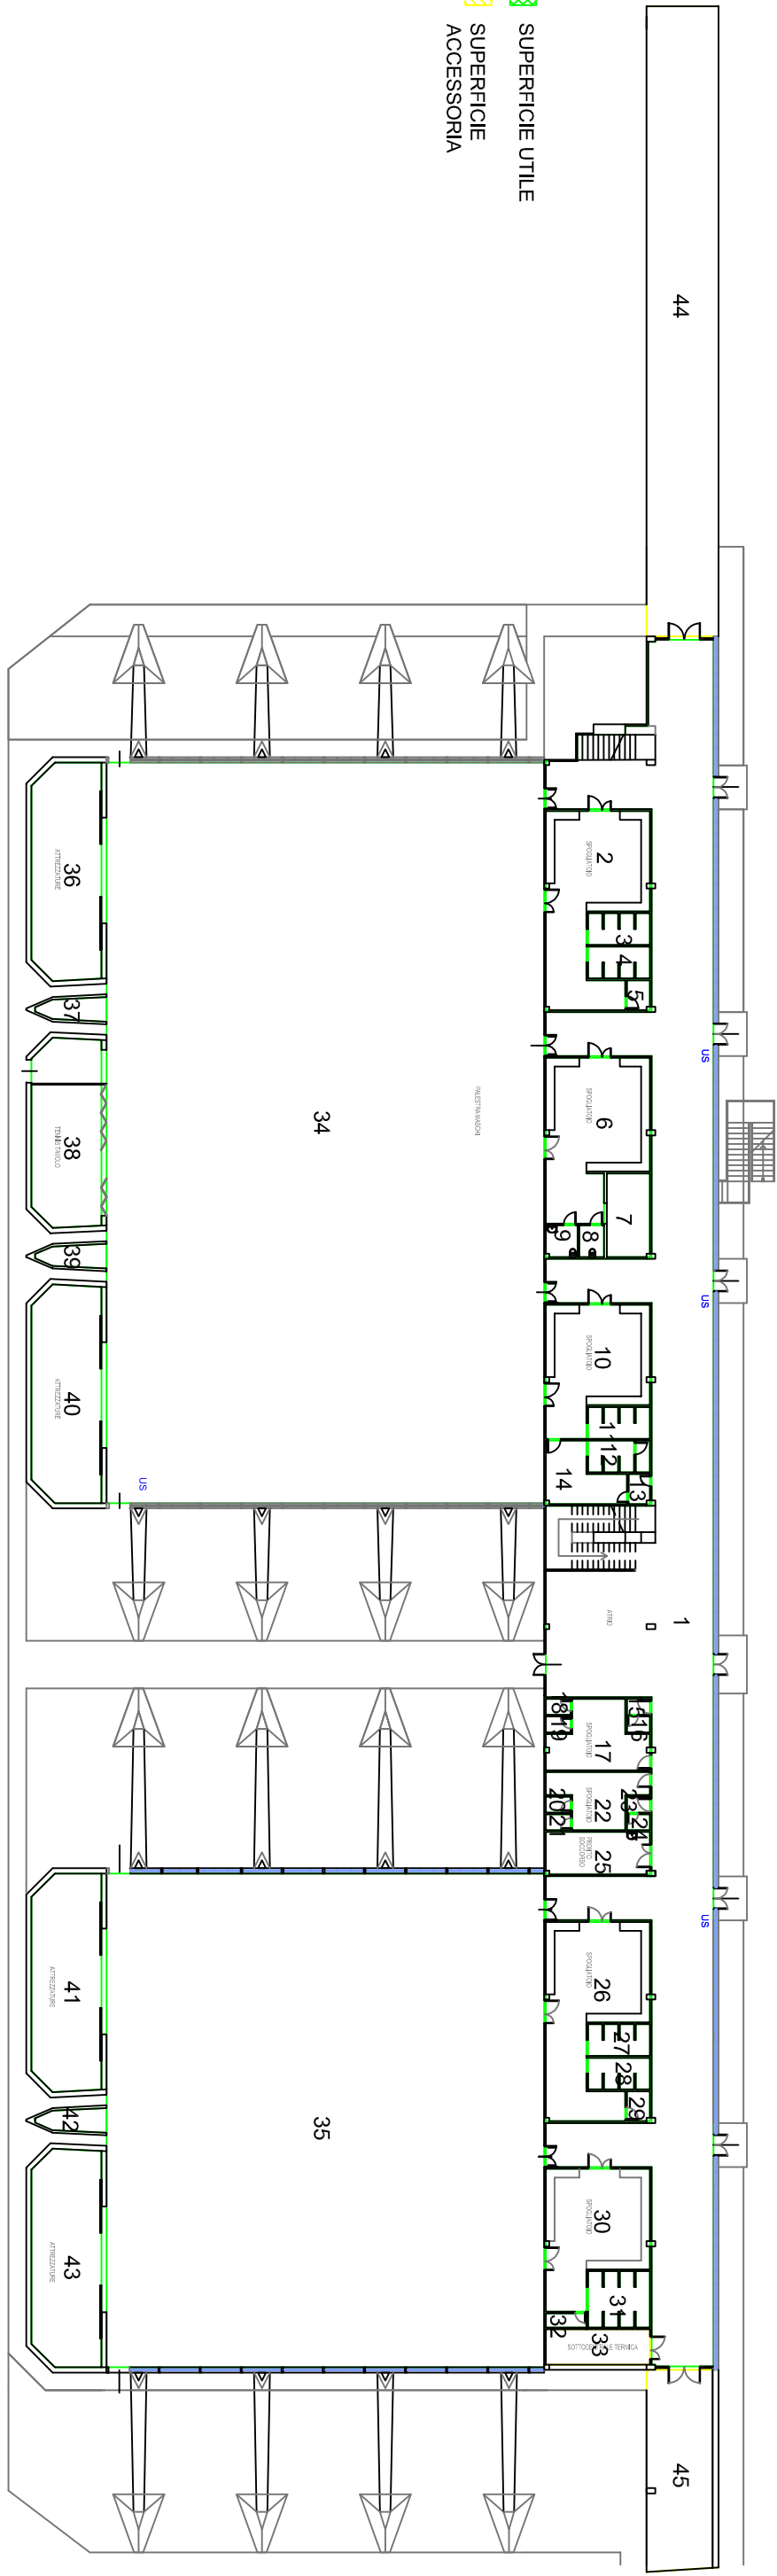 SUPERFICIE UTILE
SUPERFICIE
ACCESSORIA
44
2
SPOGLIATOIO
3
4
5
US
6
SPOGLIATOIO
7
8
9
US
10
SPOGLIATOIO
11
12
13
14
1
ATRIO
15
16
17
SPOGLIATOIO
18
19
20
21
22
SPOGLIATOIO
23
24
25
PRONTO
SOCCORSO
US
26
SPOGLIATOIO
27
28
29
30
SPOGLIATOIO
31
32
33
SOTTOCENTRALE TERMICA
45
34
PALESTRA MASCHI
US
35
36
ATTREZZATURE
37
38
TENNIS TAVOLO
39
40
ATTREZZATURE
41
ATTREZZATURE
42
43
ATTREZZATURE